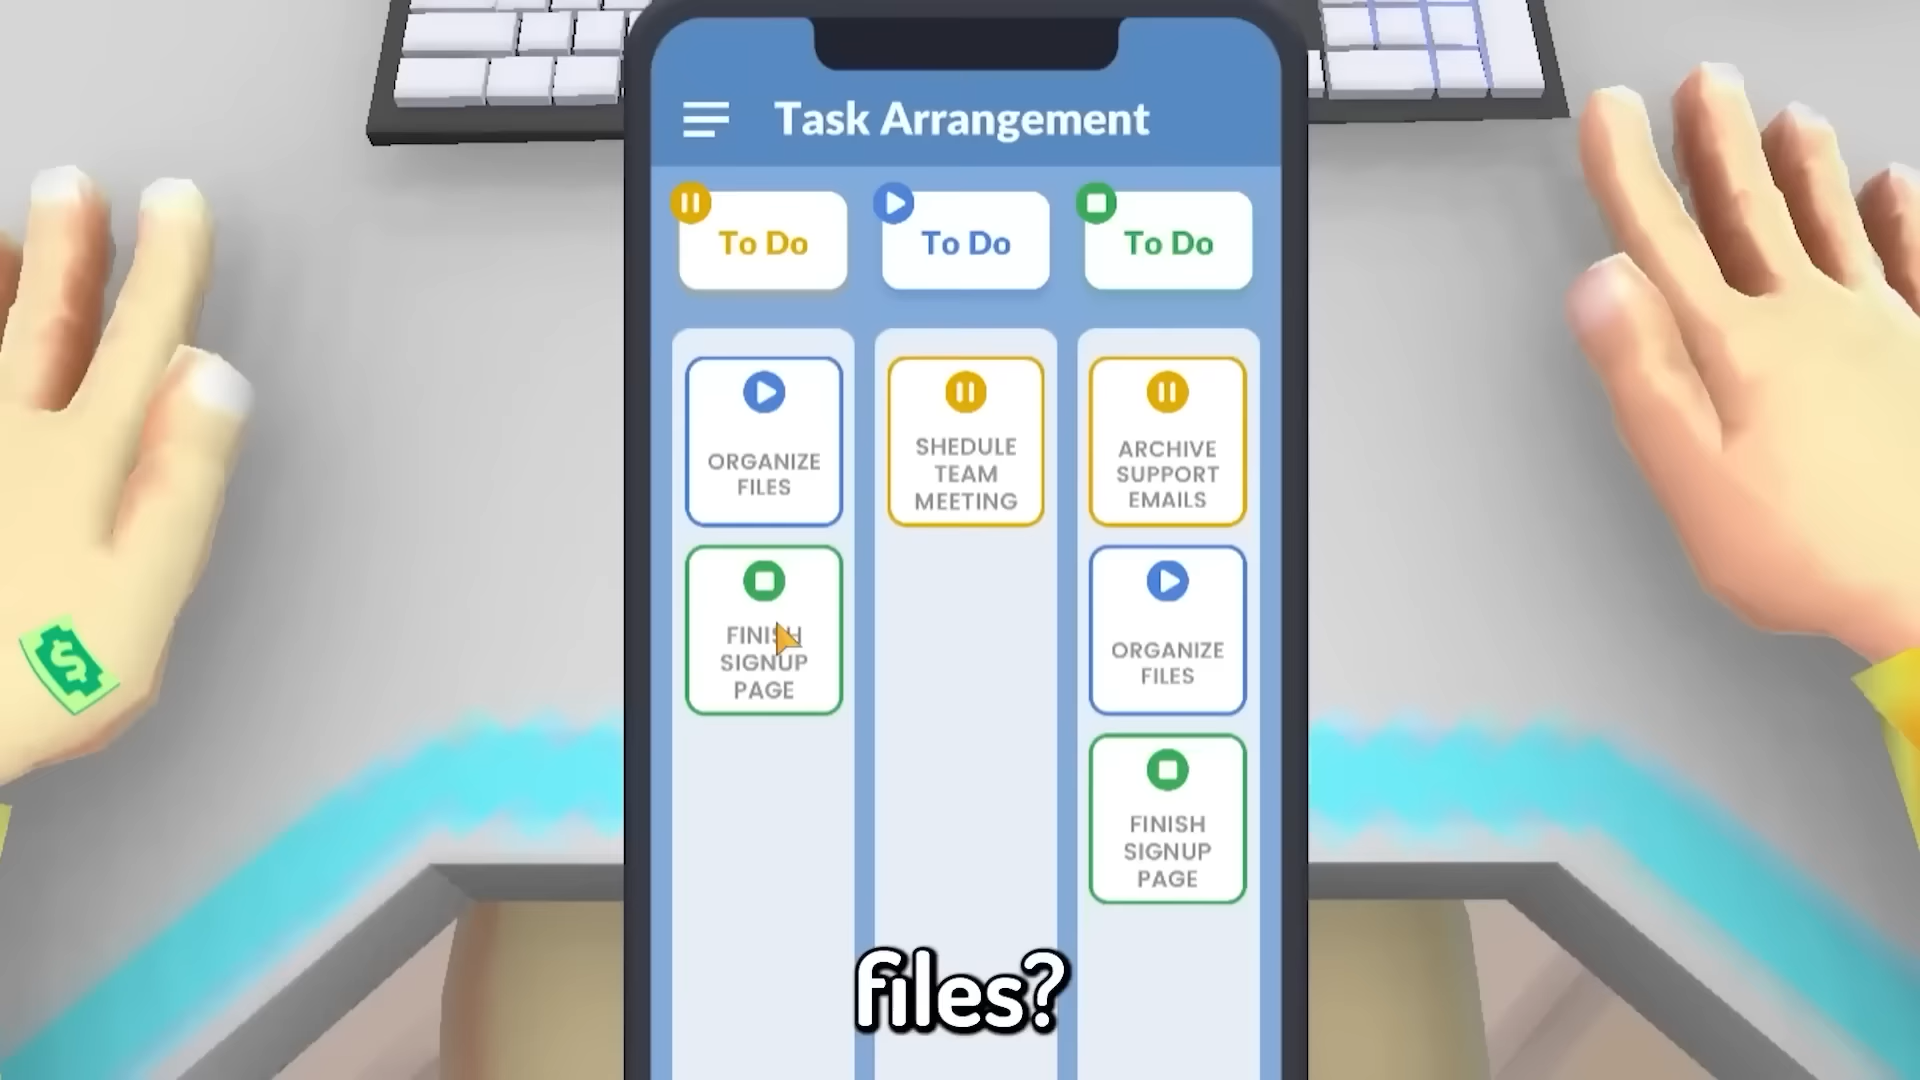 Task Arrangement
To Do
To Do
To Do
ORGANIZE
FILES
FINISH
SIGNUP
PAGE
SHEDULE
TEAM
MEETING
ARCHIVE
SUPPORT
EMAILS
ORGANIZE
FILES
FINISH
SIGNUP
PAGE
$
files?